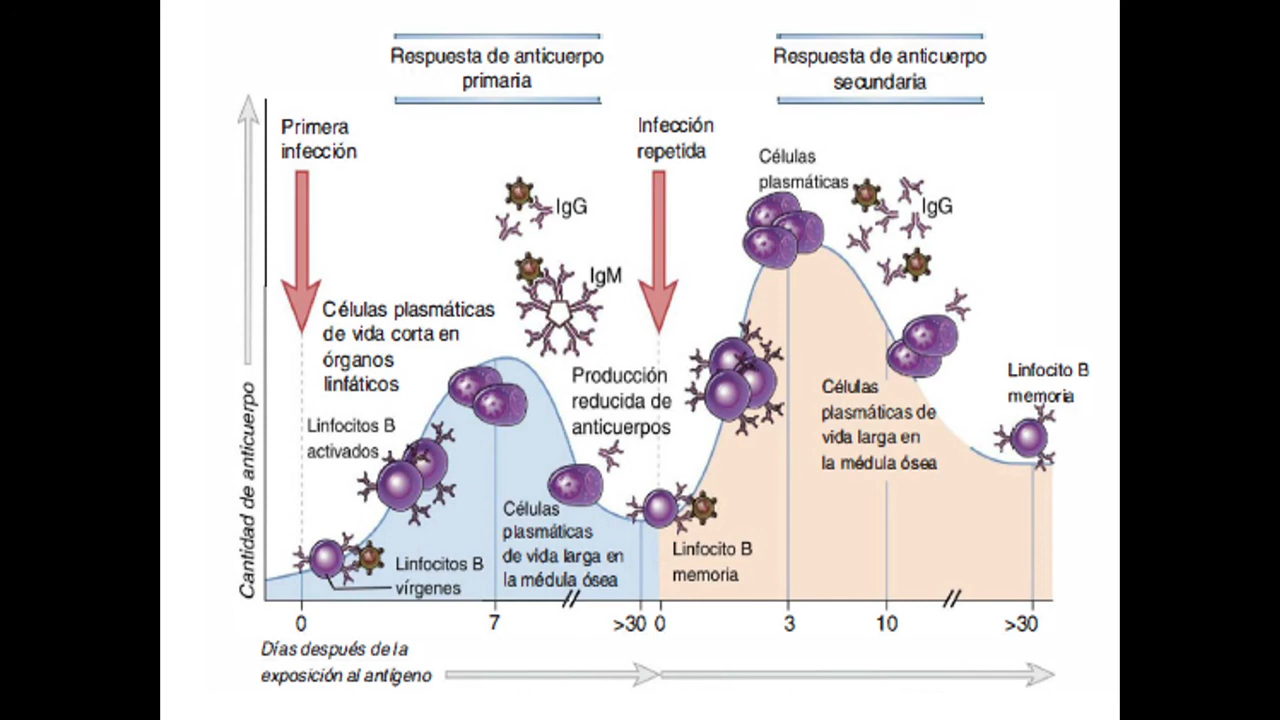 Respuesta de anticuerpo
primaria
Respuesta de anticuerpo
secundaria
Primera
infección
Infección
repetida
Células
plasmáticas
IgG
IgG
IgM
Células plasmáticas
de vida corta en
órganos
linfáticos
Producción
reducida de
anticuerpos
Linfocitos B
activados
Células
plasmáticas de
vida larga en
la médula ósea
Linfocito B
memoria
Células
plasmáticas
de vida larga en
la médula ósea
Linfocitos B
vírgenes
Linfocito B
memoria
Cantidad de anticuerpo
0
7
>30
0
3
10
>30
Días después de la
exposición al antígeno